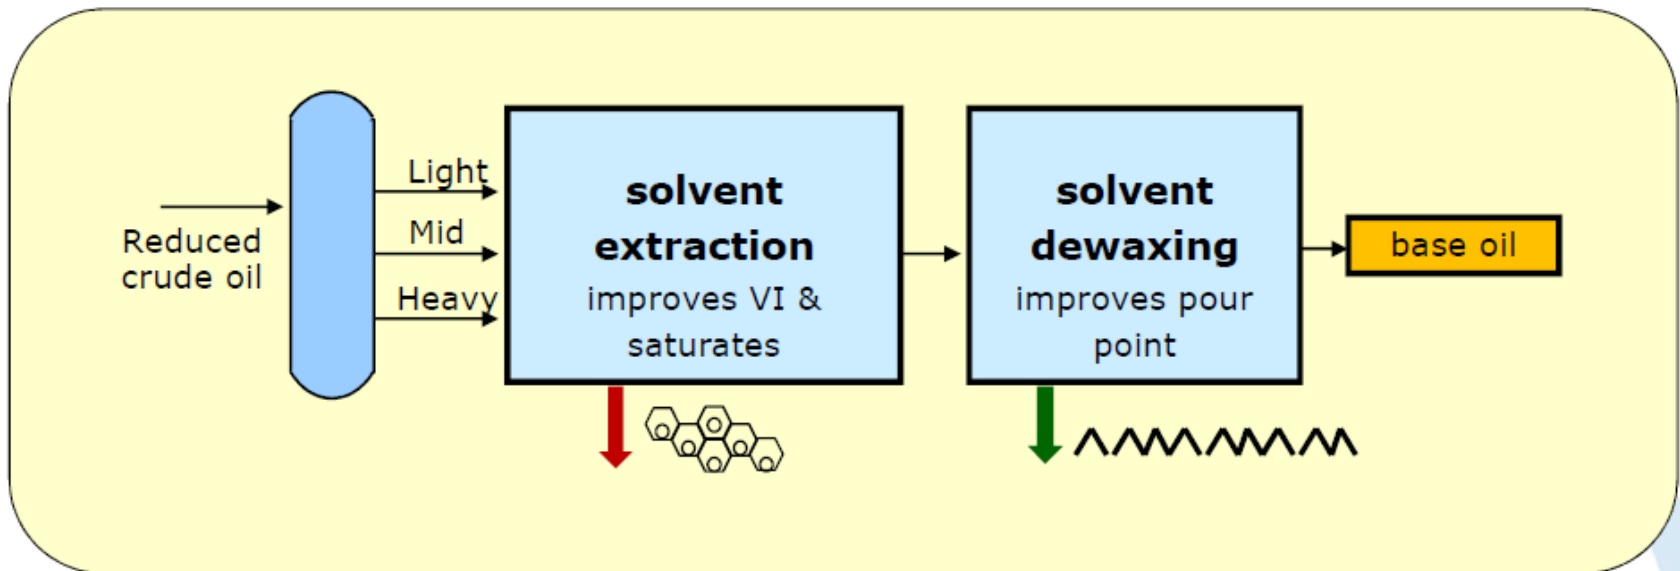 Reduced
crude oil
Light
Mid
Heavy
solvent
extraction
improves VI &
saturates
solvent
dewaxing
improves pour
point
base oil